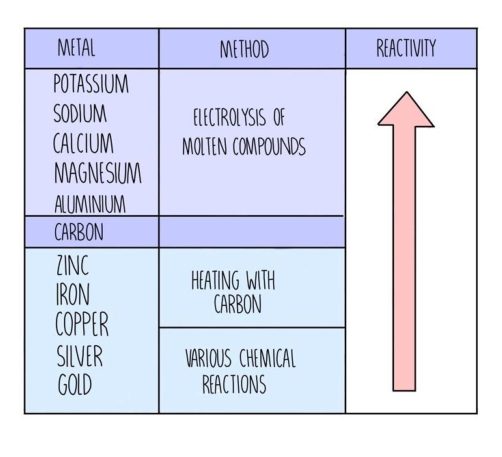 METAL
METHOD
REACTIVITY
POTASSIUM
SODIUM
CALCIUM
MAGNESIUM
ALUMINIUM
ELECTROLYSIS OF
MOLTEN COMPOUNDS
CARBON
ZINC
IRON
COPPER
HEATING WITH
CARBON
SILVER
GOLD
VARIOUS CHEMICAL
REACTIONS